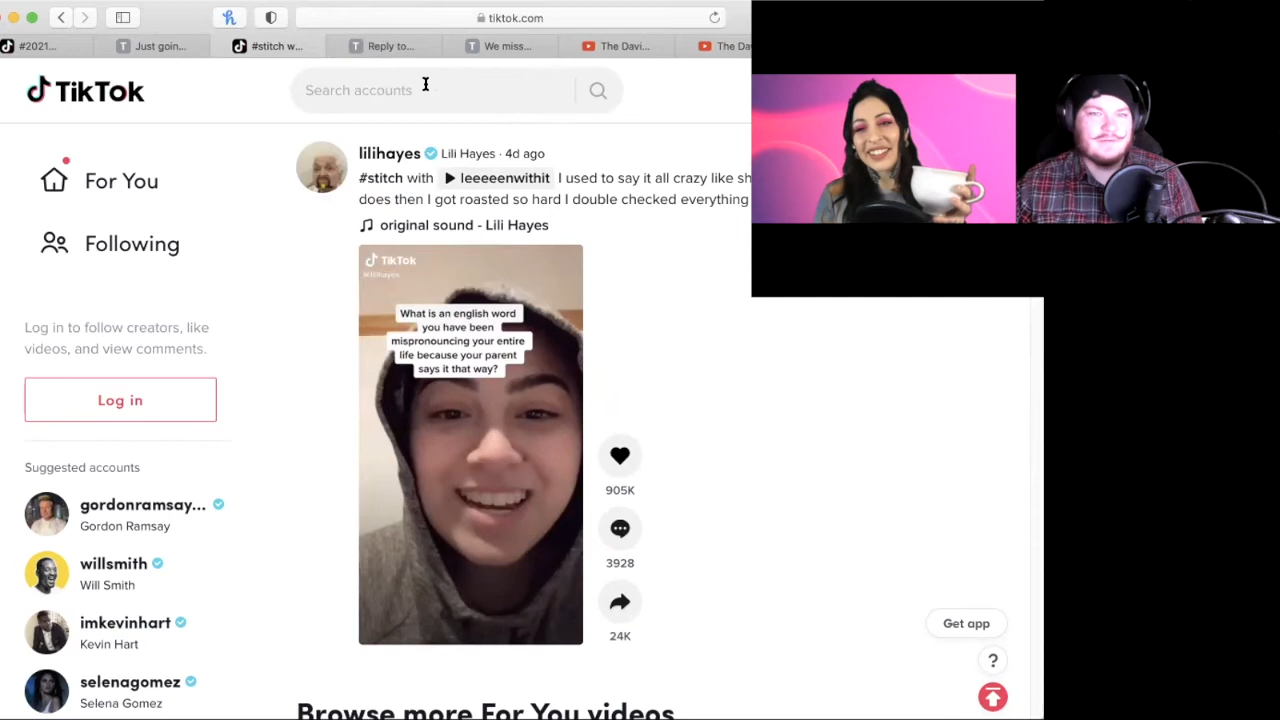 tiktok.com
#2021...
Just goin...
#stitch w...
Reply to...
We miss...
The Davi...
The Da
TikTok
Search accounts
lilihayes Lili Hayes · 4d ago
#stitch with leeeeenwithit I used to say it all crazy like sh
does then I got roasted so hard I double checked everything
original sound - Lili Hayes
For You
Following
Log in to follow creators, like
videos, and view comments.
Log in
Suggested accounts
gordonramsay...
Gordon Ramsay
willsmith
Will Smith
imkevinhart
Kevin Hart
selenagomez
Selena Gomez
TikTok
@lilihayes
What is an english word
you have been
mispronouncing your entire
life because your parent
says it that way?
905K
3928
24K
Get app
?
Browse more For You videos